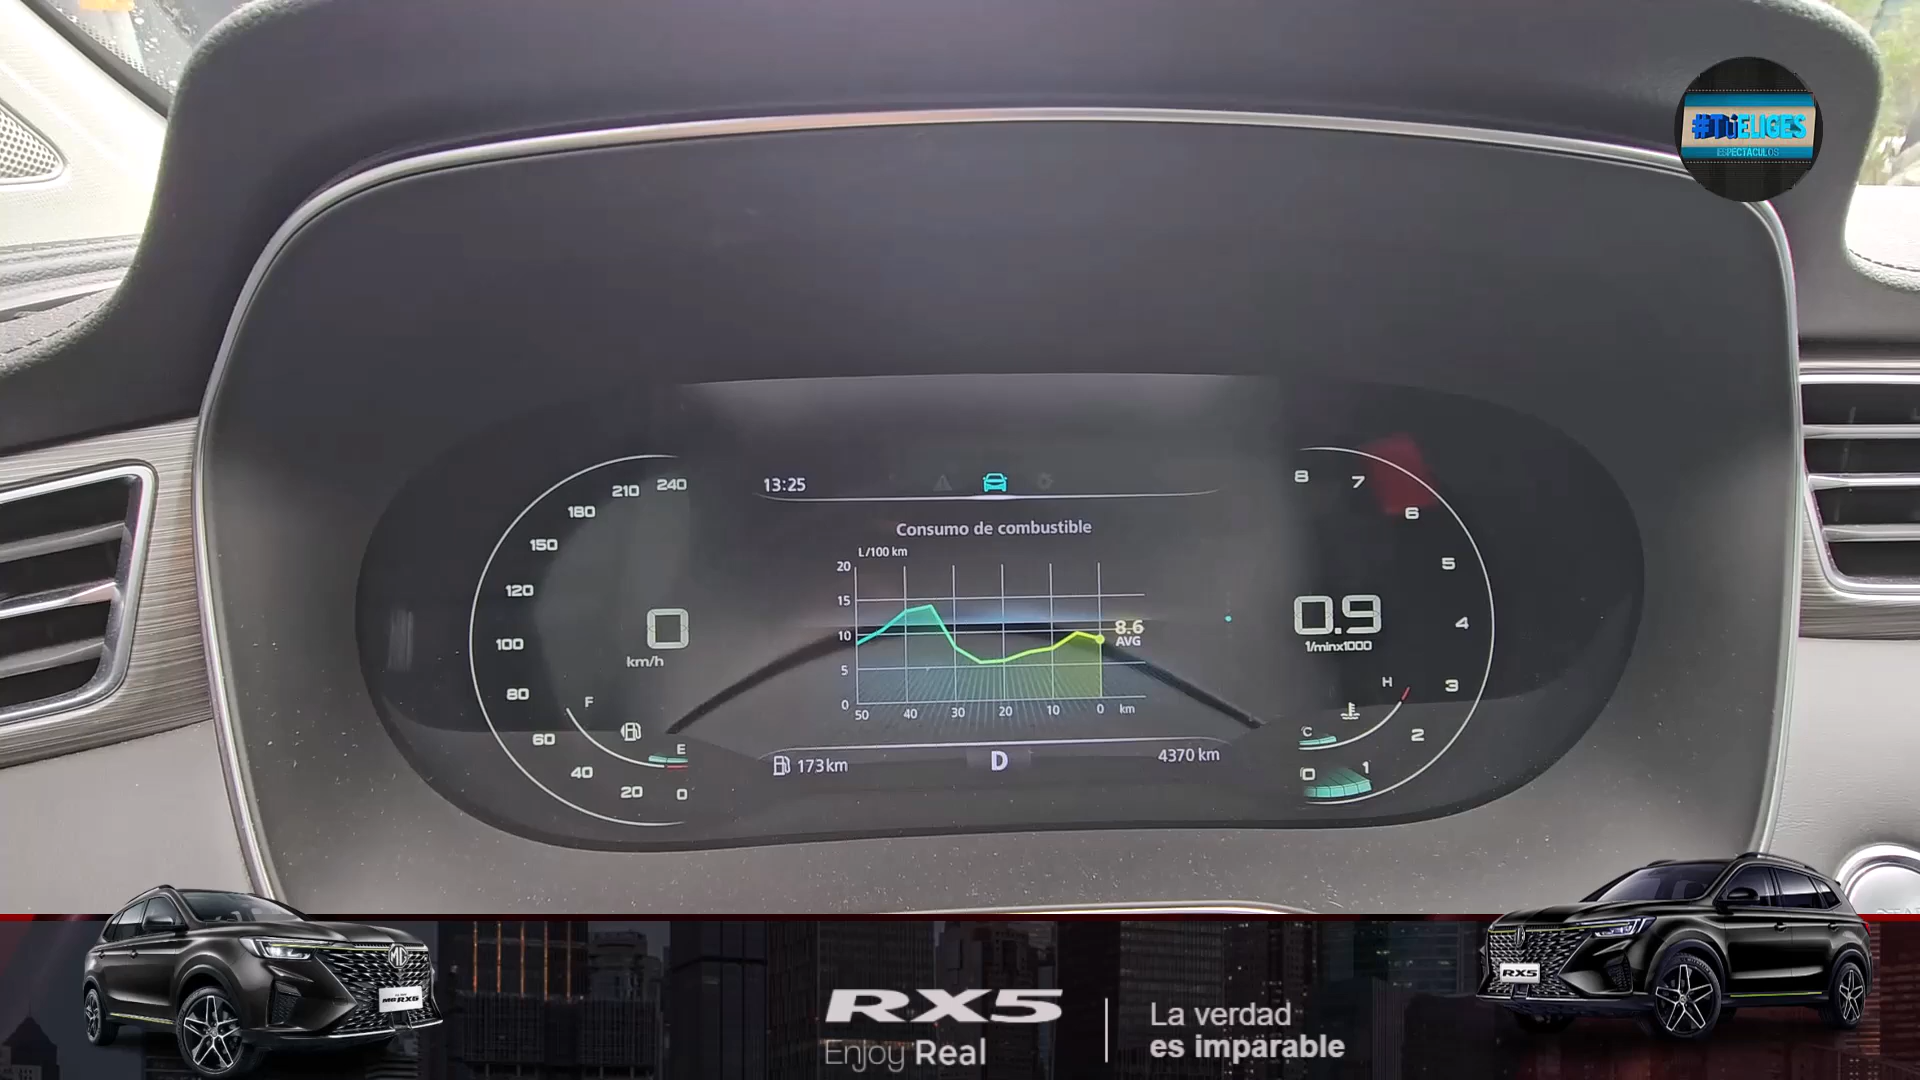 #TúELIGES
ESPECTACULOS
13:25
Consumo de combustible
L/100 km
20
15
10
5
0
50
40
30
20
10
0
km
8.6
AVG
173km
D
4370 km
240
210
180
150
120
100
80
60
40
20
0
0
km/h
F
E
8
7
6
5
4
3
2
1
0
0.9
1/minx1000
H
C
MG
MG RX5
RX5
Enjoy Real
La verdad
es imparable
RX5